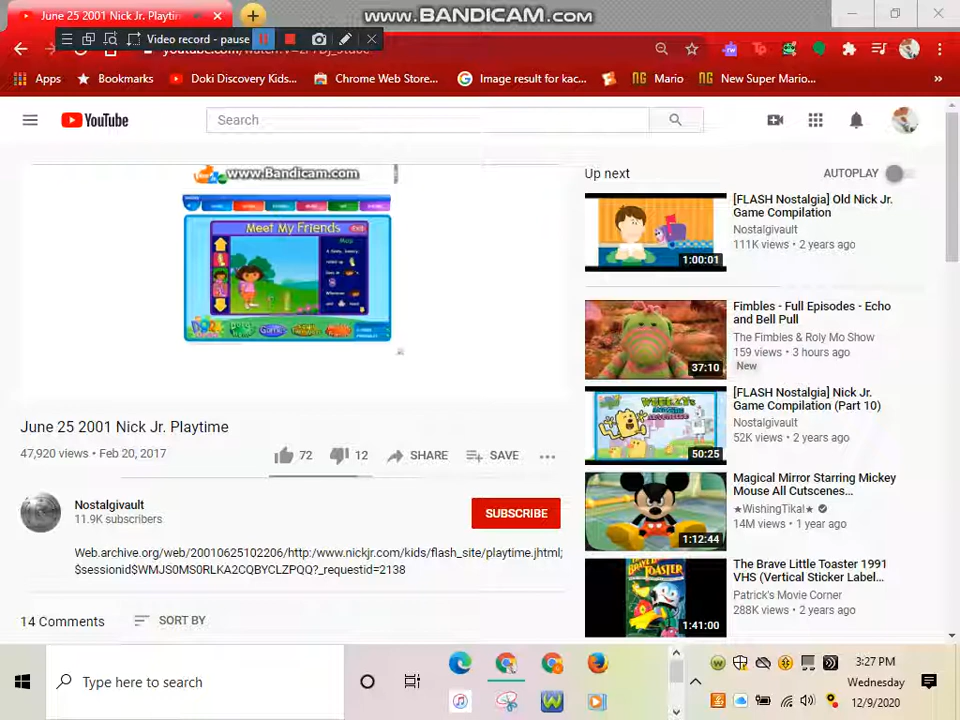 June 25 2001 Nick Jr. Playtim
www.BANDICAM.com
Video record - pause
Apps
Bookmarks
Doki Discovery Kids...
Chrome Web Store...
Image result for kac...
Mario
New Super Mario...
»
YouTube
Search
www.Bandicam.com
Meet My Friends
Exit
Map
Up next
AUTOPLAY
[FLASH Nostalgia] Old Nick Jr.
Game Compilation
Nostalgivault
111K views • 2 years ago
1:00:01
Fimbles - Full Episodes - Echo
and Bell Pull
The Fimbles & Roly Mo Show
159 views • 3 hours ago
New
37:10
[FLASH Nostalgia] Nick Jr.
Game Compilation (Part 10)
Nostalgivault
52K views • 2 years ago
50:25
Magical Mirror Starring Mickey
Mouse All Cutscenes...
★WishingTikal★
14M views • 1 year ago
1:12:44
The Brave Little Toaster 1991
VHS (Vertical Sticker Label...
Patrick's Movie Corner
288K views • 2 years ago
1:41:00
June 25 2001 Nick Jr. Playtime
47,920 views • Feb 20, 2017
72
12
SHARE
SAVE
Nostalgivault
11.9K subscribers
SUBSCRIBE
Web.archive.org/web/20010625102206/http:/www.nickjr.com/kids/flash_site/playtime.jhtml;
$sessionid$WMJS0MS0RLKA2CQBYCLZPQQ?_requestid=2138
14 Comments
SORT BY
Type here to search
3:27 PM
Wednesday
12/9/2020